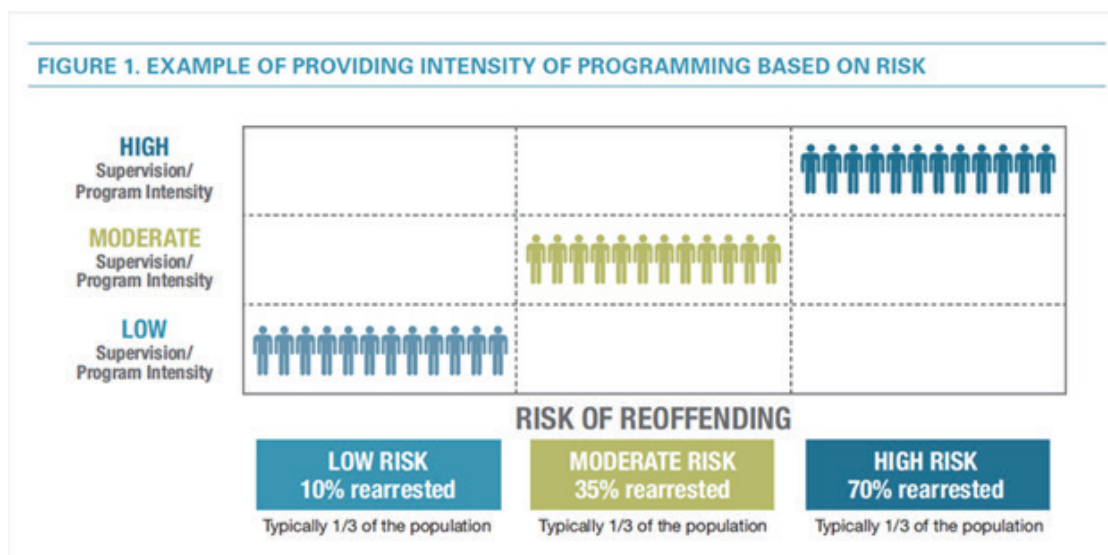 FIGURE 1. EXAMPLE OF PROVIDING INTENSITY OF PROGRAMMING BASED ON RISK
HIGH
Supervision/
Program Intensity
MODERATE
Supervision/
Program Intensity
LOW
Supervision/
Program Intensity
RISK OF REOFFENDING
LOW RISK
10% rearrested
Typically 1/3 of the population
MODERATE RISK
35% rearrested
Typically 1/3 of the population
HIGH RISK
70% rearrested
Typically 1/3 of the population